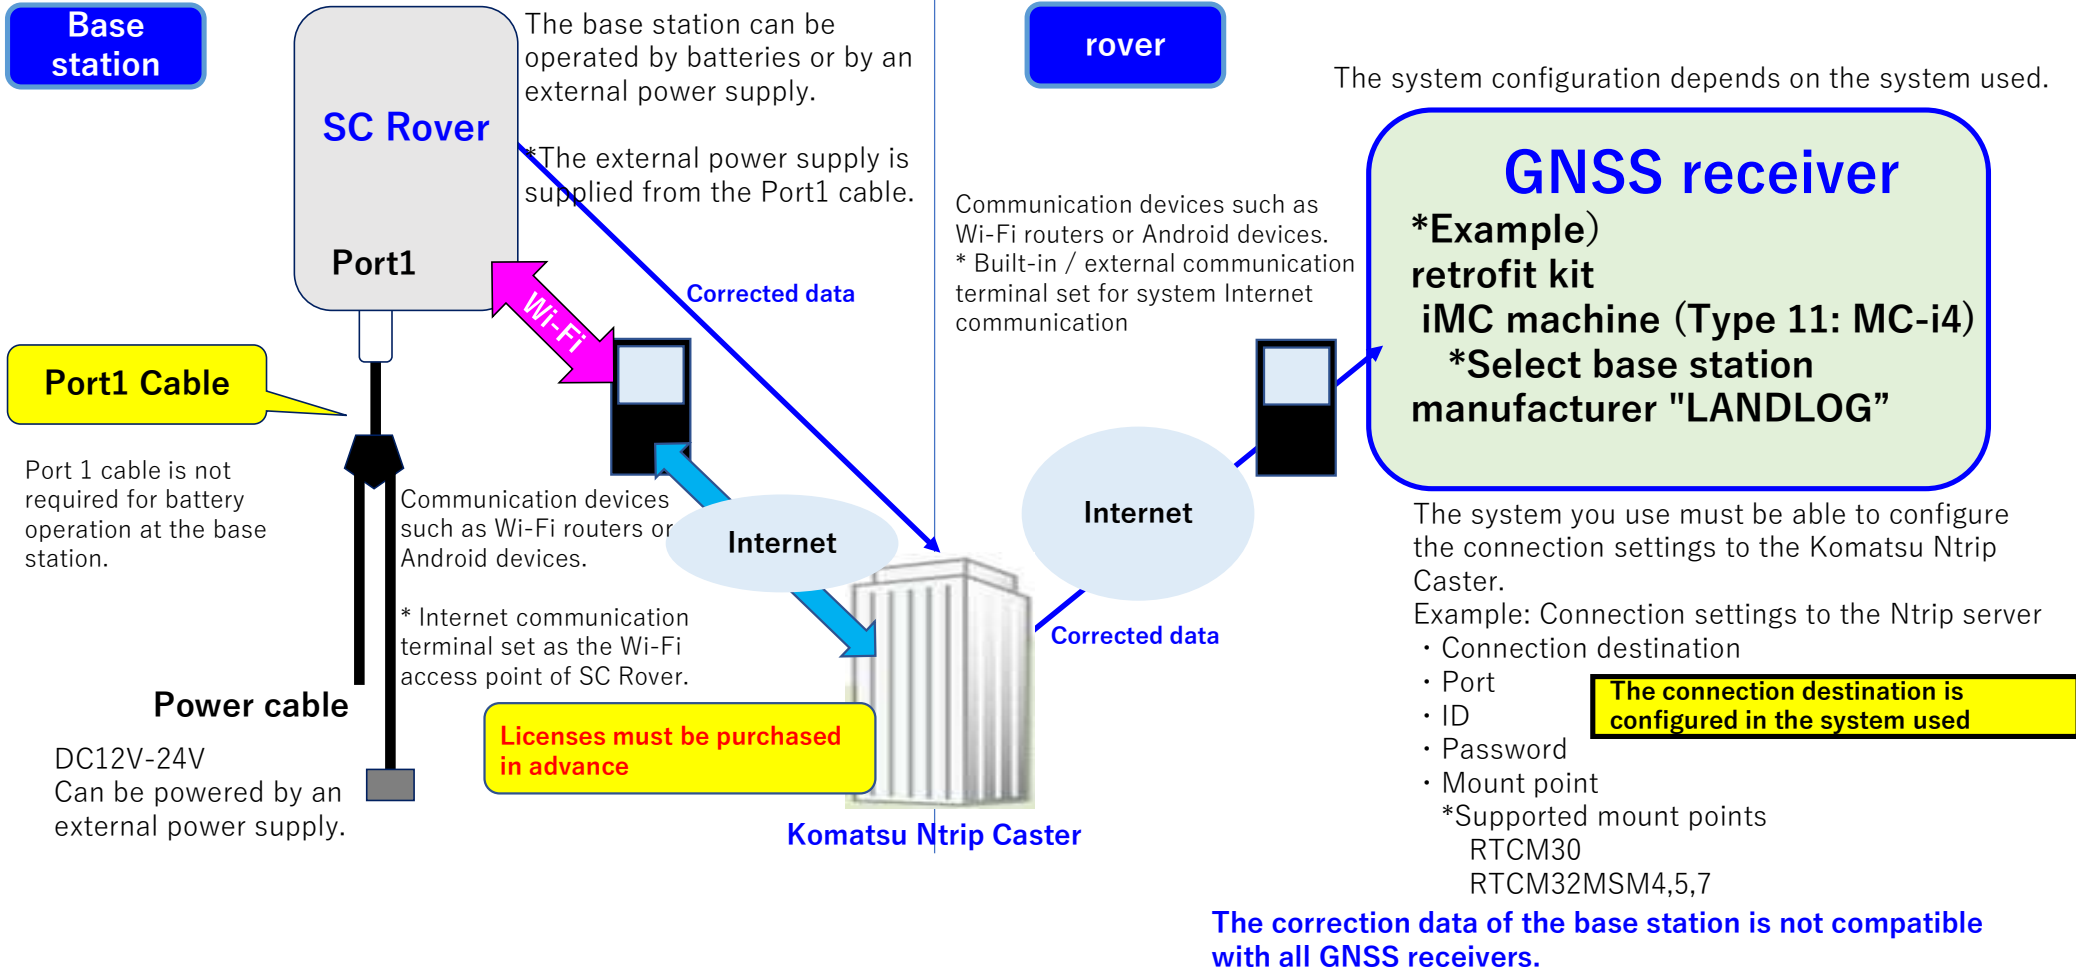 Base
station
SC Rover
Port1
The base station can be
operated by batteries or by an
external power supply.
*The external power supply is
supplied from the Port1 cable.
Corrected data
Wi-Fi
Port1 Cable
Port 1 cable is not
required for battery
operation at the base
station.
Communication devices
such as Wi-Fi routers or
Android devices.
* Internet communication
terminal set as the Wi-Fi
access point of SC Rover.
Internet
Power cable
DC12V-24V
Can be powered by an
external power supply.
Licenses must be purchased
in advance
Komatsu Ntrip Caster
rover
The system configuration depends on the system used.
Communication devices such as
Wi-Fi routers or Android devices.
* Built-in / external communication
terminal set for system Internet
communication
Internet
Corrected data
GNSS receiver
*Example)
retrofit kit
iMC machine (Type 11: MC-i4)
*Select base station
manufacturer "LANDLOG”
The system you use must be able to configure
the connection settings to the Komatsu Ntrip
Caster.
Example: Connection settings to the Ntrip server
・Connection destination
・Port
・ID
・Password
・Mount point
*Supported mount points
RTCM30
RTCM32MSM4,5,7
The connection destination is
configured in the system used
The correction data of the base station is not compatible
with all GNSS receivers.